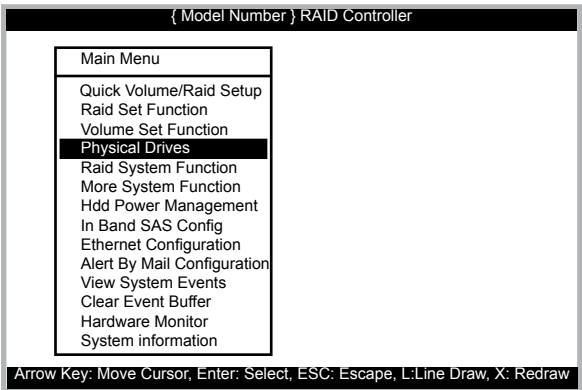 { Model Number } RAID Controller
Main Menu
Quick Volume/Raid Setup
Raid Set Function
Volume Set Function
Physical Drives
Raid System Function
More System Function
Hdd Power Management
In Band SAS Config
Ethernet Configuration
Alert By Mail Configuration
View System Events
Clear Event Buffer
Hardware Monitor
System information
Arrow Key: Move Cursor, Enter: Select, ESC: Escape, L:Line Draw, X: Redraw